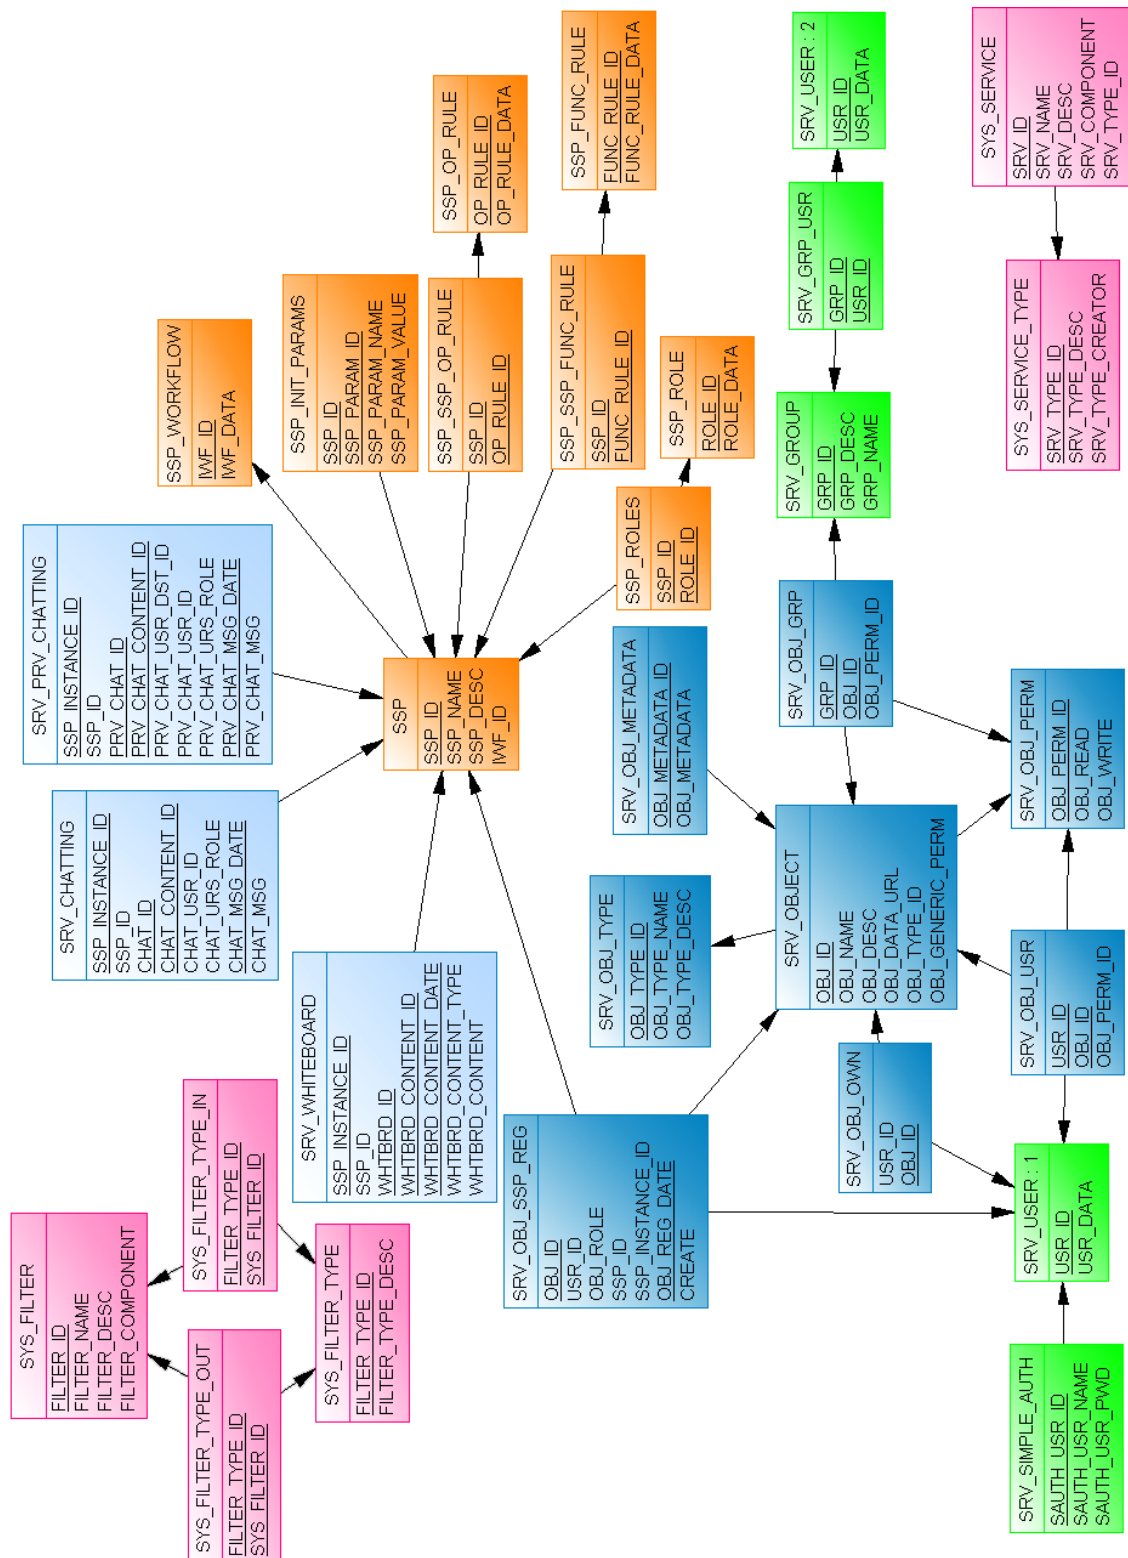 SYS_FILTER
FILTER_ID
FILTER_NAME
FILTER_DESC
FILTER_COMPONENT
SYS_FILTER_TYPE_OUT
FILTER_TYPE_ID
SYS_FILTER_ID
SYS_FILTER_TYPE_IN
FILTER_TYPE_ID
SYS_FILTER_ID
SYS_FILTER_TYPE
FILTER_TYPE_ID
FILTER_TYPE_DESC
SRV_CHATTING
SSP_INSTANCE_ID
SSP_ID
CHAT_ID
CHAT_CONTENT_ID
CHAT_USR_ID
CHAT_URS_ROLE
CHAT_MSG_DATE
CHAT_MSG
SRV_PRV_CHATTING
SSP_INSTANCE_ID
SSP_ID
PRV_CHAT_ID
PRV_CHAT_CONTENT_ID
PRV_CHAT_USR_DST_ID
PRV_CHAT_USR_ID
PRV_CHAT_URS_ROLE
PRV_CHAT_MSG_DATE
PRV_CHAT_MSG
SRV_WHITEBOARD
SSP_INSTANCE_ID
SSP_ID
WHTBRD_ID
WHTBRD_CONTENT_ID
WHTBRD_CONTENT_DATE
WHTBRD_CONTENT_TYPE
WHTBRD_CONTENT
SSP
SSP_ID
SSP_NAME
SSP_DESC
IWF_ID
SSP_WORKFLOW
IWF_ID
IWF_DATA
SSP_INIT_PARAMS
SSP_ID
SSP_PARAM_ID
SSP_PARAM_NAME
SSP_PARAM_VALUE
SSP_SSP_OP_RULE
SSP_ID
OP_RULE_ID
SSP_OP_RULE
OP_RULE_ID
OP_RULE_DATA
SSP_SSP_FUNC_RULE
SSP_ID
FUNC_RULE_ID
SSP_FUNC_RULE
FUNC_RULE_ID
FUNC_RULE_DATA
SSP_ROLES
SSP_ID
ROLE_ID
SSP_ROLE
ROLE_ID
ROLE_DATA
SRV_OBJ_SSP_REG
OBJ_ID
USR_ID
OBJ_ROLE
SSP_ID
SSP_INSTANCE_ID
OBJ_REG_DATE
CREATE
SRV_OBJ_TYPE
OBJ_TYPE_ID
OBJ_TYPE_NAME
OBJ_TYPE_DESC
SRV_OBJ_METADATA
OBJ_METADATA_ID
OBJ_METADATA
SRV_OBJECT
OBJ_ID
OBJ_NAME
OBJ_DESC
OBJ_DATA_URL
OBJ_TYPE_ID
OBJ_GENERIC_PERM
SRV_OBJ_GRP
GRP_ID
OBJ_ID
OBJ_PERM_ID
SRV_GROUP
GRP_ID
GRP_DESC
GRP_NAME
SRV_GRP_USR
GRP_ID
USR_ID
SRV_USER : 2
USR_ID
USR_DATA
SRV_OBJ_OWN
USR_ID
OBJ_ID
SRV_SIMPLE_AUTH
SAUTH_USR_ID
SAUTH_USR_NAME
SAUTH_USR_PWD
SRV_USER : 1
USR_ID
USR_DATA
SRV_OBJ_USR
USR_ID
OBJ_ID
OBJ_PERM_ID
SRV_OBJ_PERM
OBJ_PERM_ID
OBJ_READ
OBJ_WRITE
SYS_SERVICE_TYPE
SRV_TYPE_ID
SRV_TYPE_DESC
SRV_TYPE_CREATOR
SYS_SERVICE
SRV_ID
SRV_NAME
SRV_DESC
SRV_COMPONENT
SRV_TYPE_ID